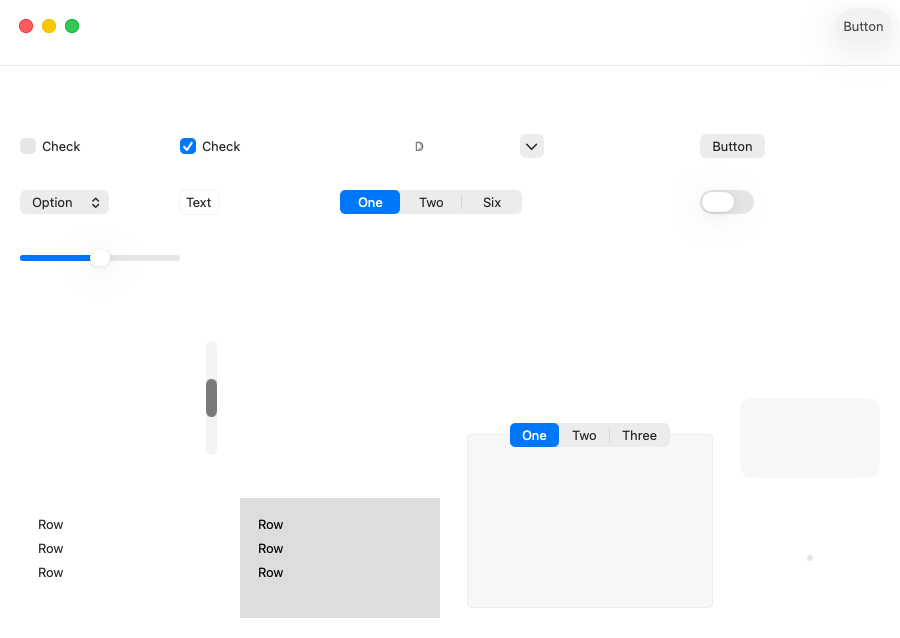 Button
Check
Check
Button
Option
Text
One Two Six
One Two Three
Row
Row
Row
Row
Row
Row